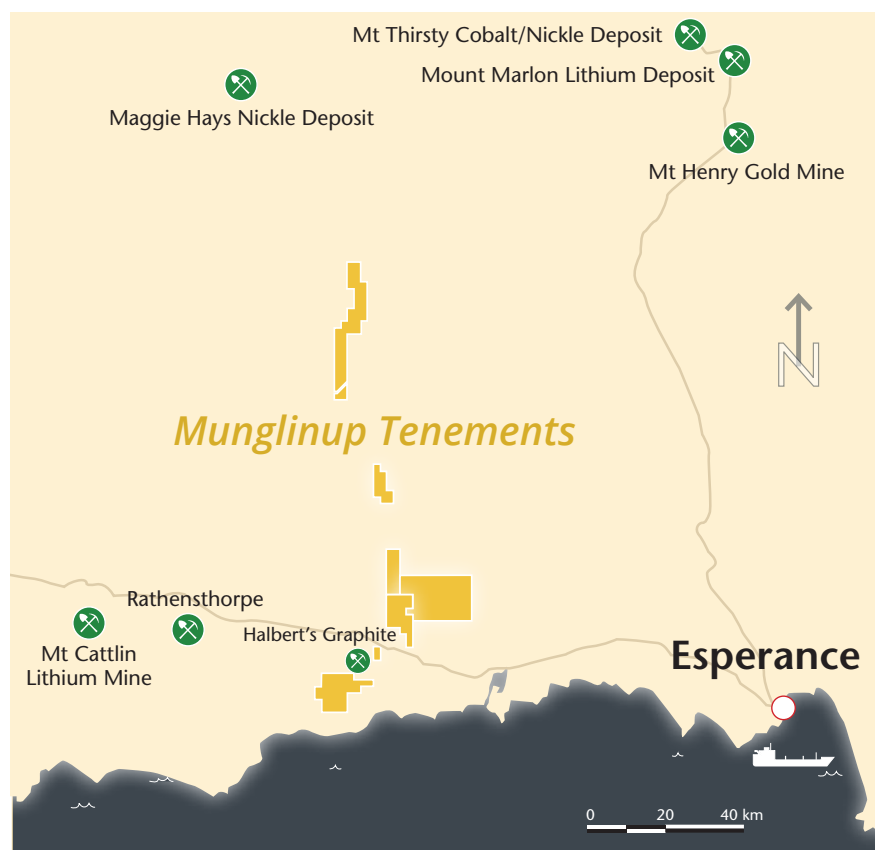 Mt Thirsty Cobalt/Nickle Deposit
Mount Marlon Lithium Deposit
Maggie Hays Nickle Deposit
Mt Henry Gold Mine
N
Munglinup Tenements
Rathensthorpe
Halbert's Graphite
Mt Cattlin
Lithium Mine
Esperance
0 20 40 km